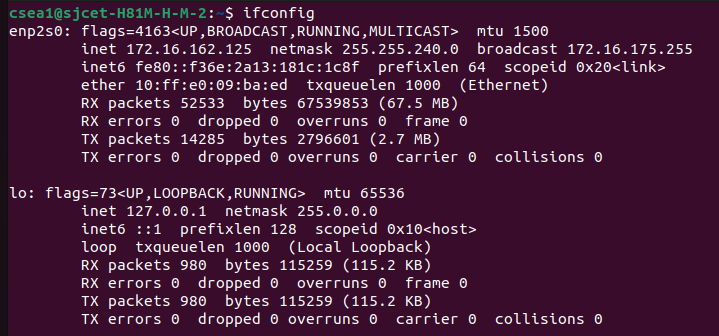 csea1@sjcet-H81M-H-M-2:~$ ifconfig
enp2s0: flags=4163<UP,BROADCAST,RUNNING,MULTICAST>  mtu 1500
        inet 172.16.162.125  netmask 255.255.240.0  broadcast 172.16.175.255
        inet6 fe80::f36e:2a13:181c:1c8f  prefixlen 64  scopeid 0x20<link>
        ether 10:ff:e0:09:ba:ed  txqueuelen 1000  (Ethernet)
        RX packets 52533  bytes 67539853 (67.5 MB)
        RX errors 0  dropped 0  overruns 0  frame 0
        TX packets 14285  bytes 2796601 (2.7 MB)
        TX errors 0  dropped 0 overruns 0  carrier 0  collisions 0

lo: flags=73<UP,LOOPBACK,RUNNING>  mtu 65536
        inet 127.0.0.1  netmask 255.0.0.0
        inet6 ::1  prefixlen 128  scopeid 0x10<host>
        loop  txqueuelen 1000  (Local Loopback)
        RX packets 980  bytes 115259 (115.2 KB)
        RX errors 0  dropped 0  overruns 0  frame 0
        TX packets 980  bytes 115259 (115.2 KB)
        TX errors 0  dropped 0 overruns 0  carrier 0  collisions 0